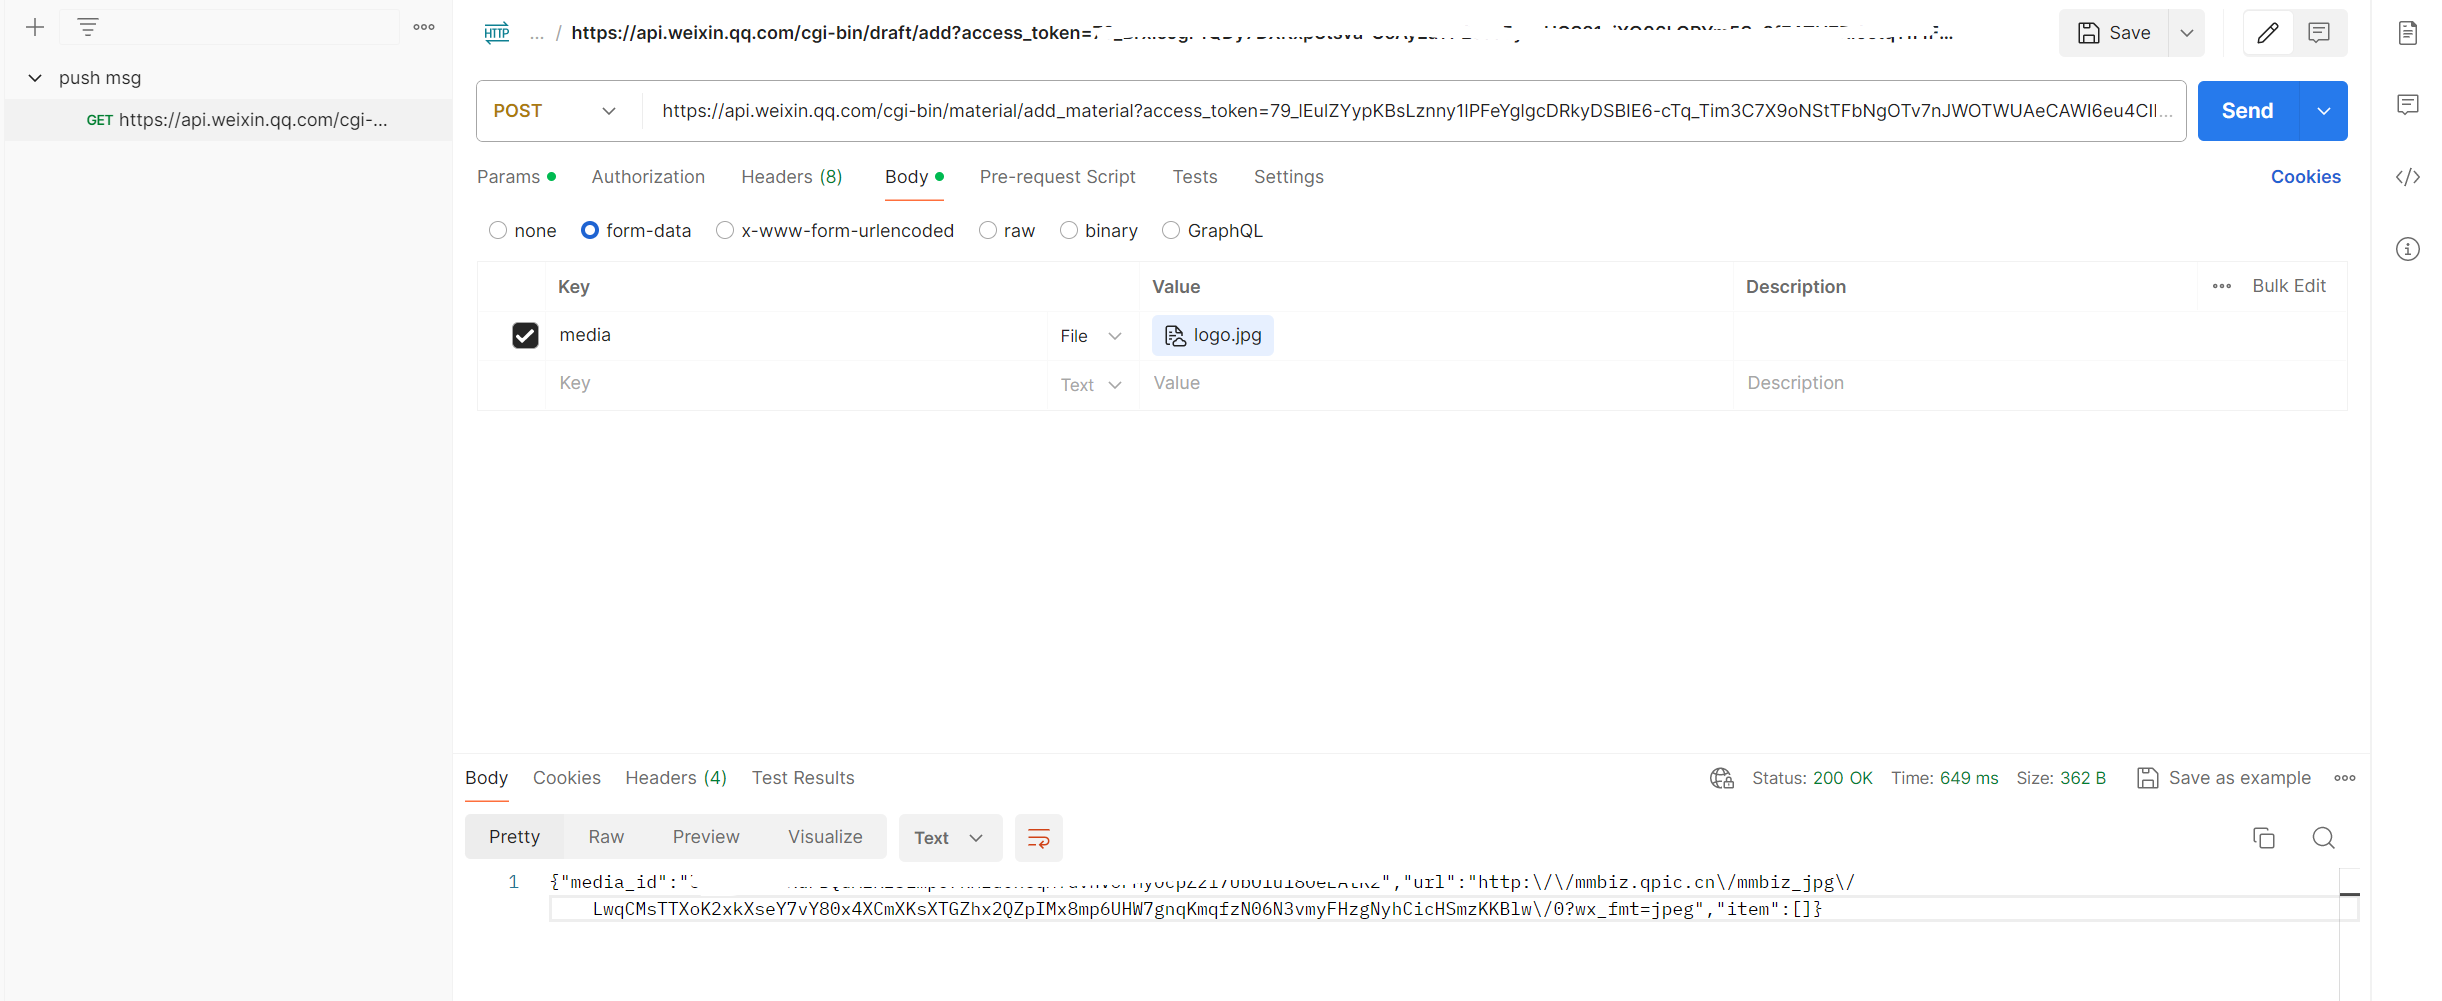 push msg
GET https://api.weixin.qq.com/cgi-...
HTTP ... / https://api.weixin.qq.com/cgi-bin/draft/add?access_token=
Save
POST
https://api.weixin.qq.com/cgi-bin/material/add_material?access_token=79_lEulZYypKBsLznny1lPFeYglgcDRkyDSBlE6-cTq_Tim3C7X9oNStTFbNgOTv7nJWOTWUAeCAWI6eu4CII...
Send
Params Authorization Headers (8) Body Pre-request Script Tests Settings Cookies
none form-data x-www-form-urlencoded raw binary GraphQL
Key Value Description Bulk Edit
media File logo.jpg
Key Text Value Description
Body Cookies Headers (4) Test Results Status: 200 OK Time: 649 ms Size: 362 B Save as example
Pretty Raw Preview Visualize Text
1 {"media_id":" ","url":"http:\/\/mmbiz.qpic.cn\/mmbiz_jpg\/
LwqCMsTTXoK2xkXseY7vY80x4XCmXKsXTGZhx2QZpIMx8mp6UHW7gnqKmqfzN06N3vmyFHzgNyhCicHSmzKKBlw\/0?wx_fmt=jpeg","item":[]}